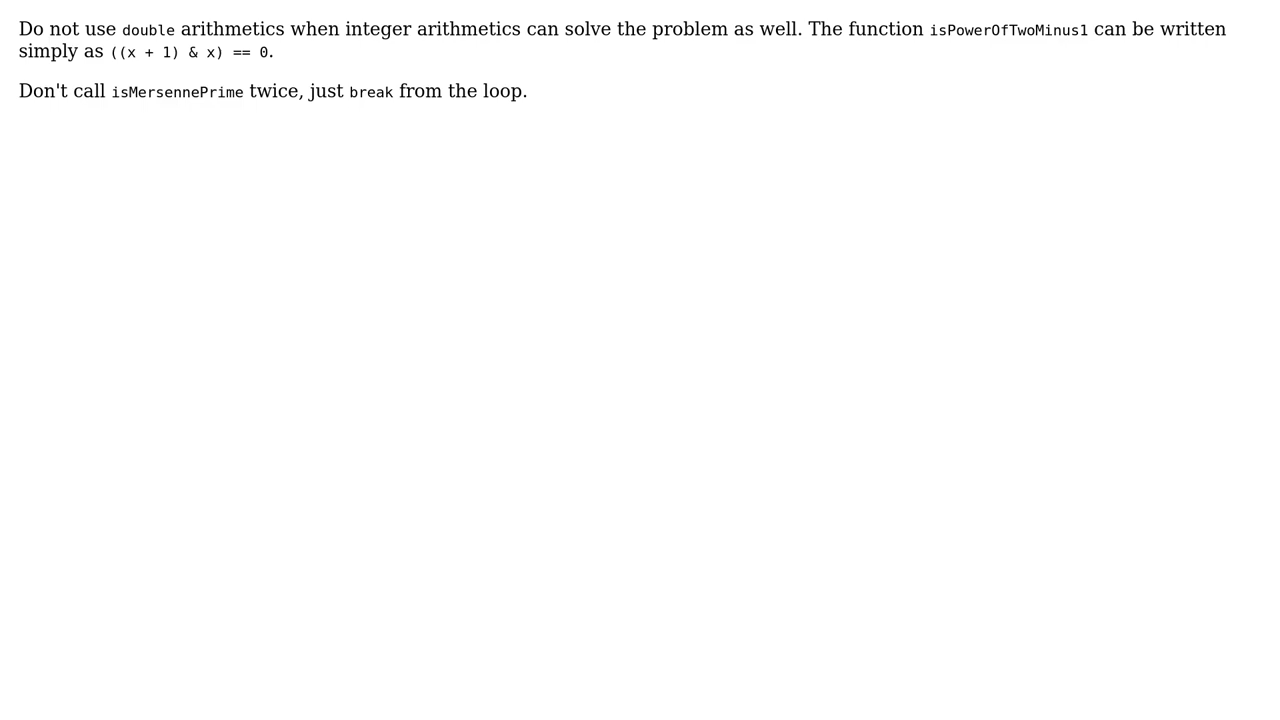 Do not use double arithmetics when integer arithmetics can solve the problem as well. The function isPowerOfTwoMinus1 can be written
simply as ((x + 1) & x) == 0.
Don't call isMersennePrime twice, just break from the loop.